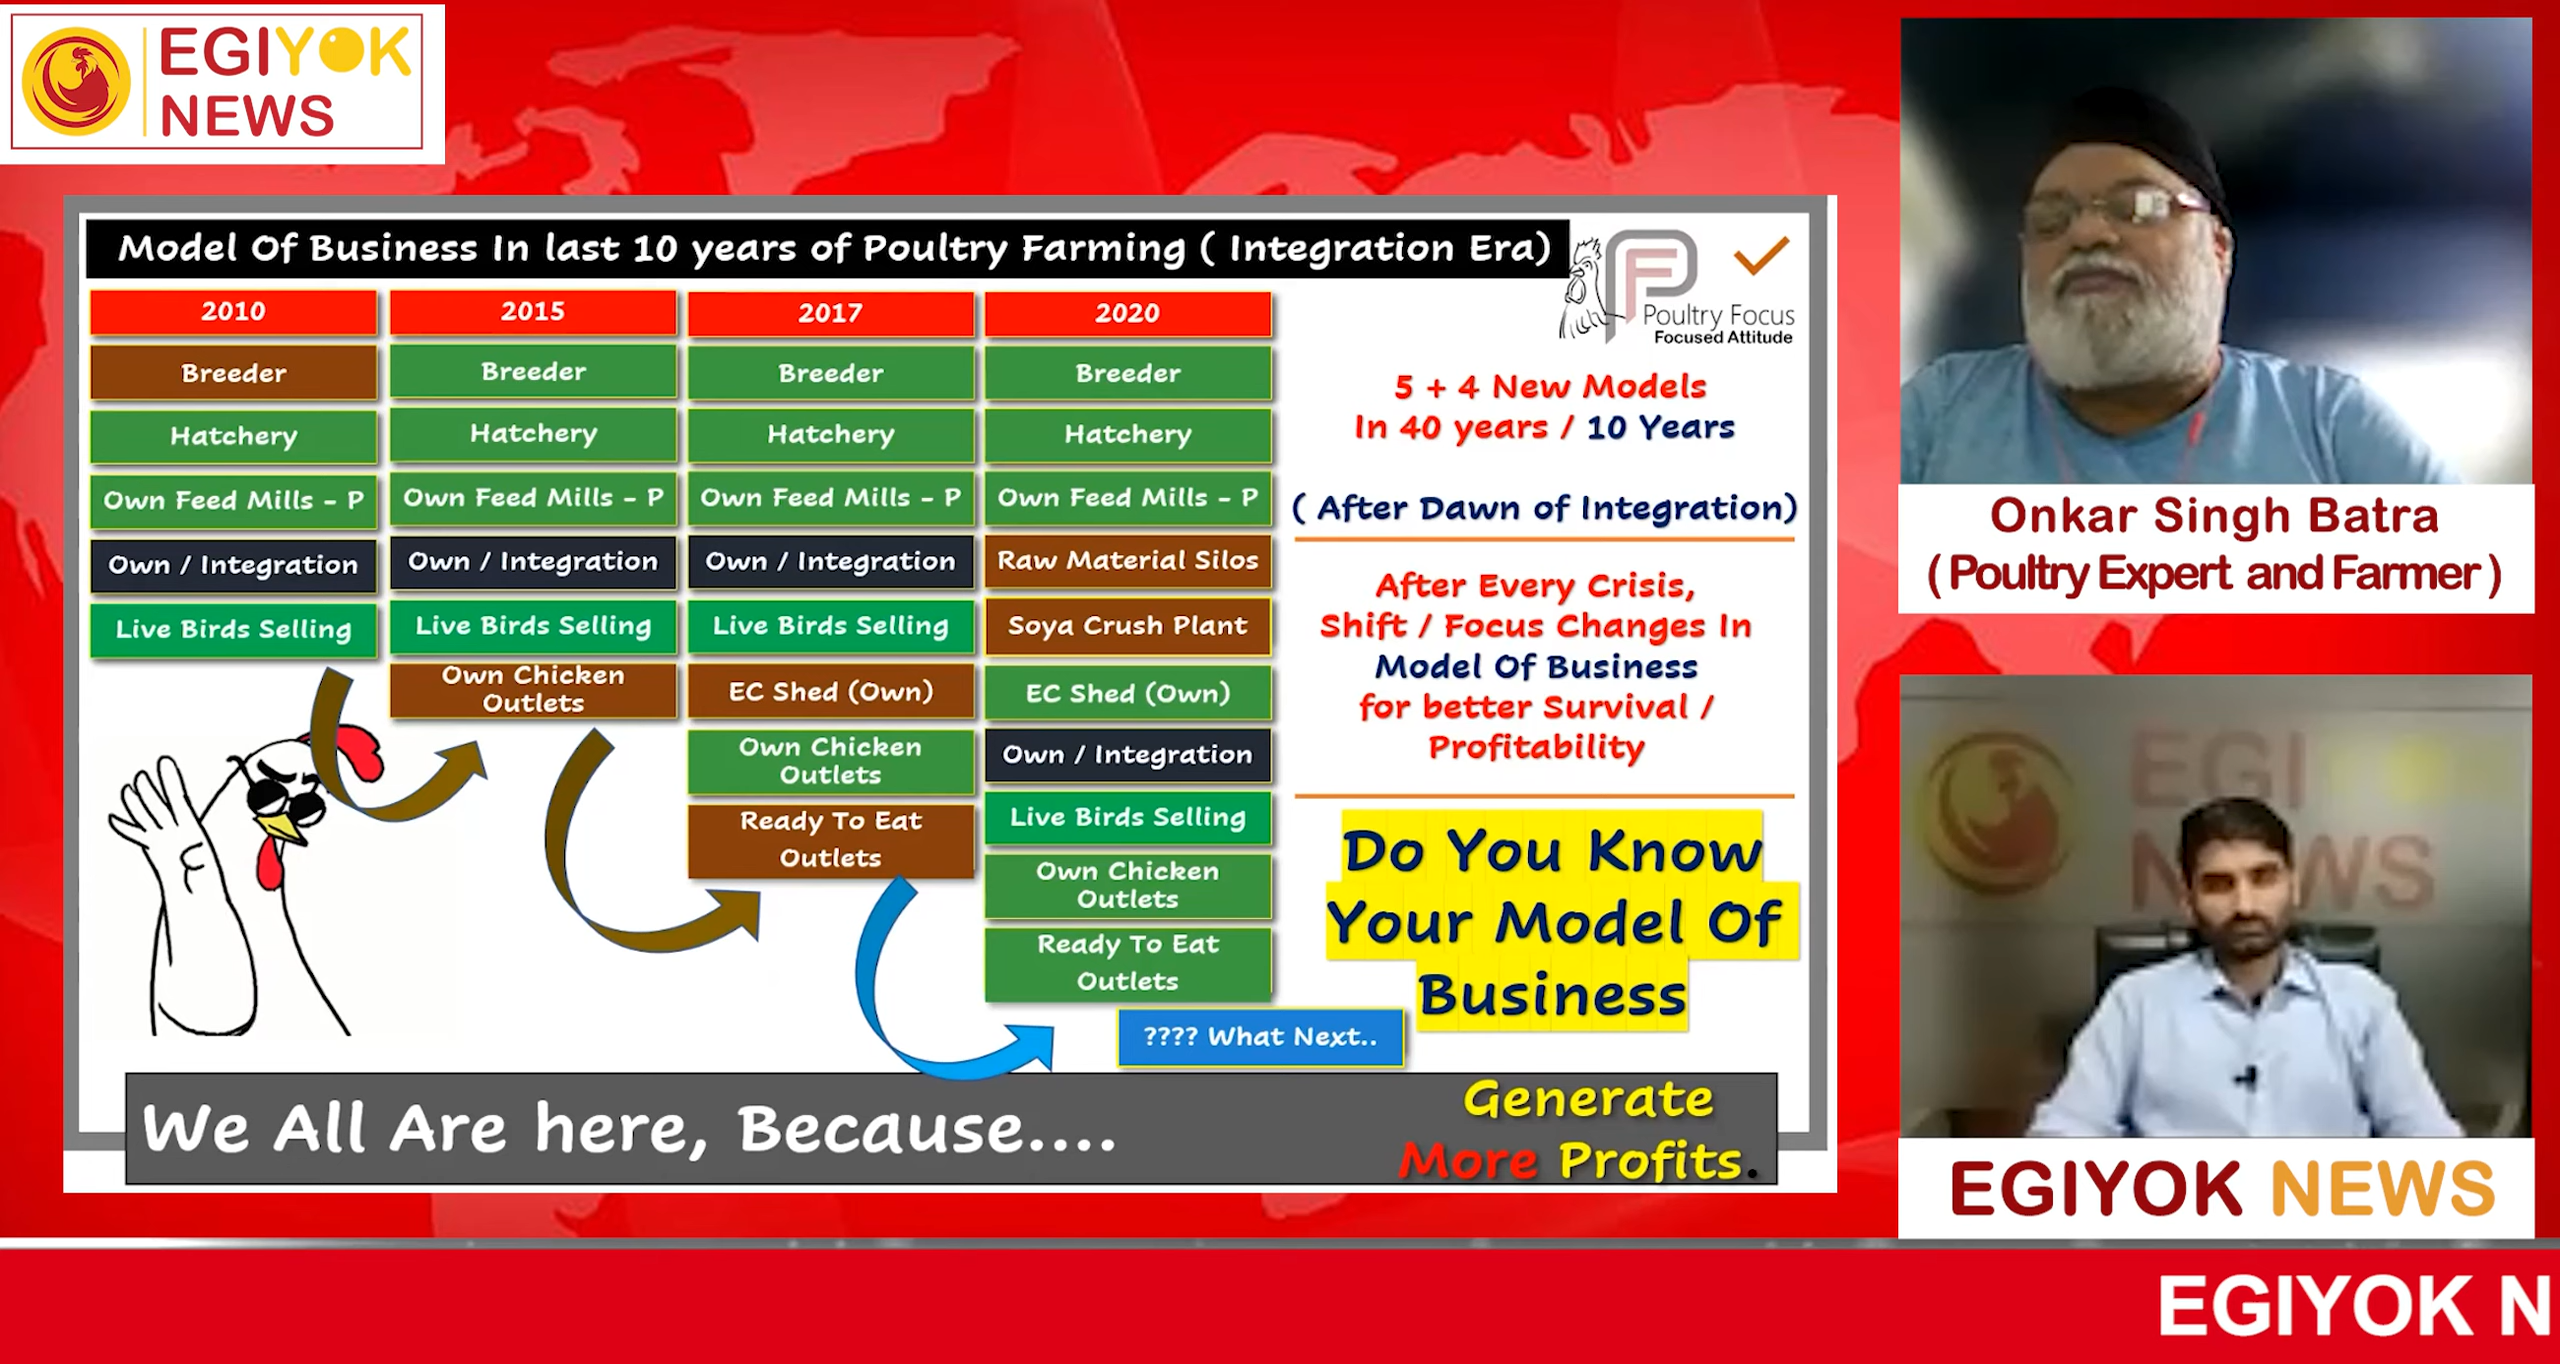 EGIYOK
NEWS
Model Of Business In last 10 years of Poultry Farming ( Integration Era)
Poultry Focus
Focused Attitude
2010
Breeder
Hatchery
Own Feed Mills - P
Own / Integration
Live Birds Selling
2015
Breeder
Hatchery
Own Feed Mills - P
Own / Integration
Live Birds Selling
Own Chicken
Outlets
2017
Breeder
Hatchery
Own Feed Mills - P
Own / Integration
Live Birds Selling
EC Shed (Own)
Own Chicken
Outlets
Ready To Eat
Outlets
2020
Breeder
Hatchery
Own Feed Mills - P
Raw Material Silos
Soya Crush Plant
EC Shed (Own)
Own / Integration
Live Birds Selling
Own Chicken
Outlets
Ready To Eat
Outlets
???? What Next..
5 + 4 New Models
In 40 years / 10 Years
( After Dawn of Integration)
After Every Crisis,
Shift / Focus Changes In
Model Of Business
for better Survival /
Profitability
Do You Know
Your Model Of
Business
We All Are here, Because....
Generate
More Profits.
Onkar Singh Batra
( Poultry Expert and Farmer )
EGI
NEWS
EGIYOK NEWS
EGIYOK N